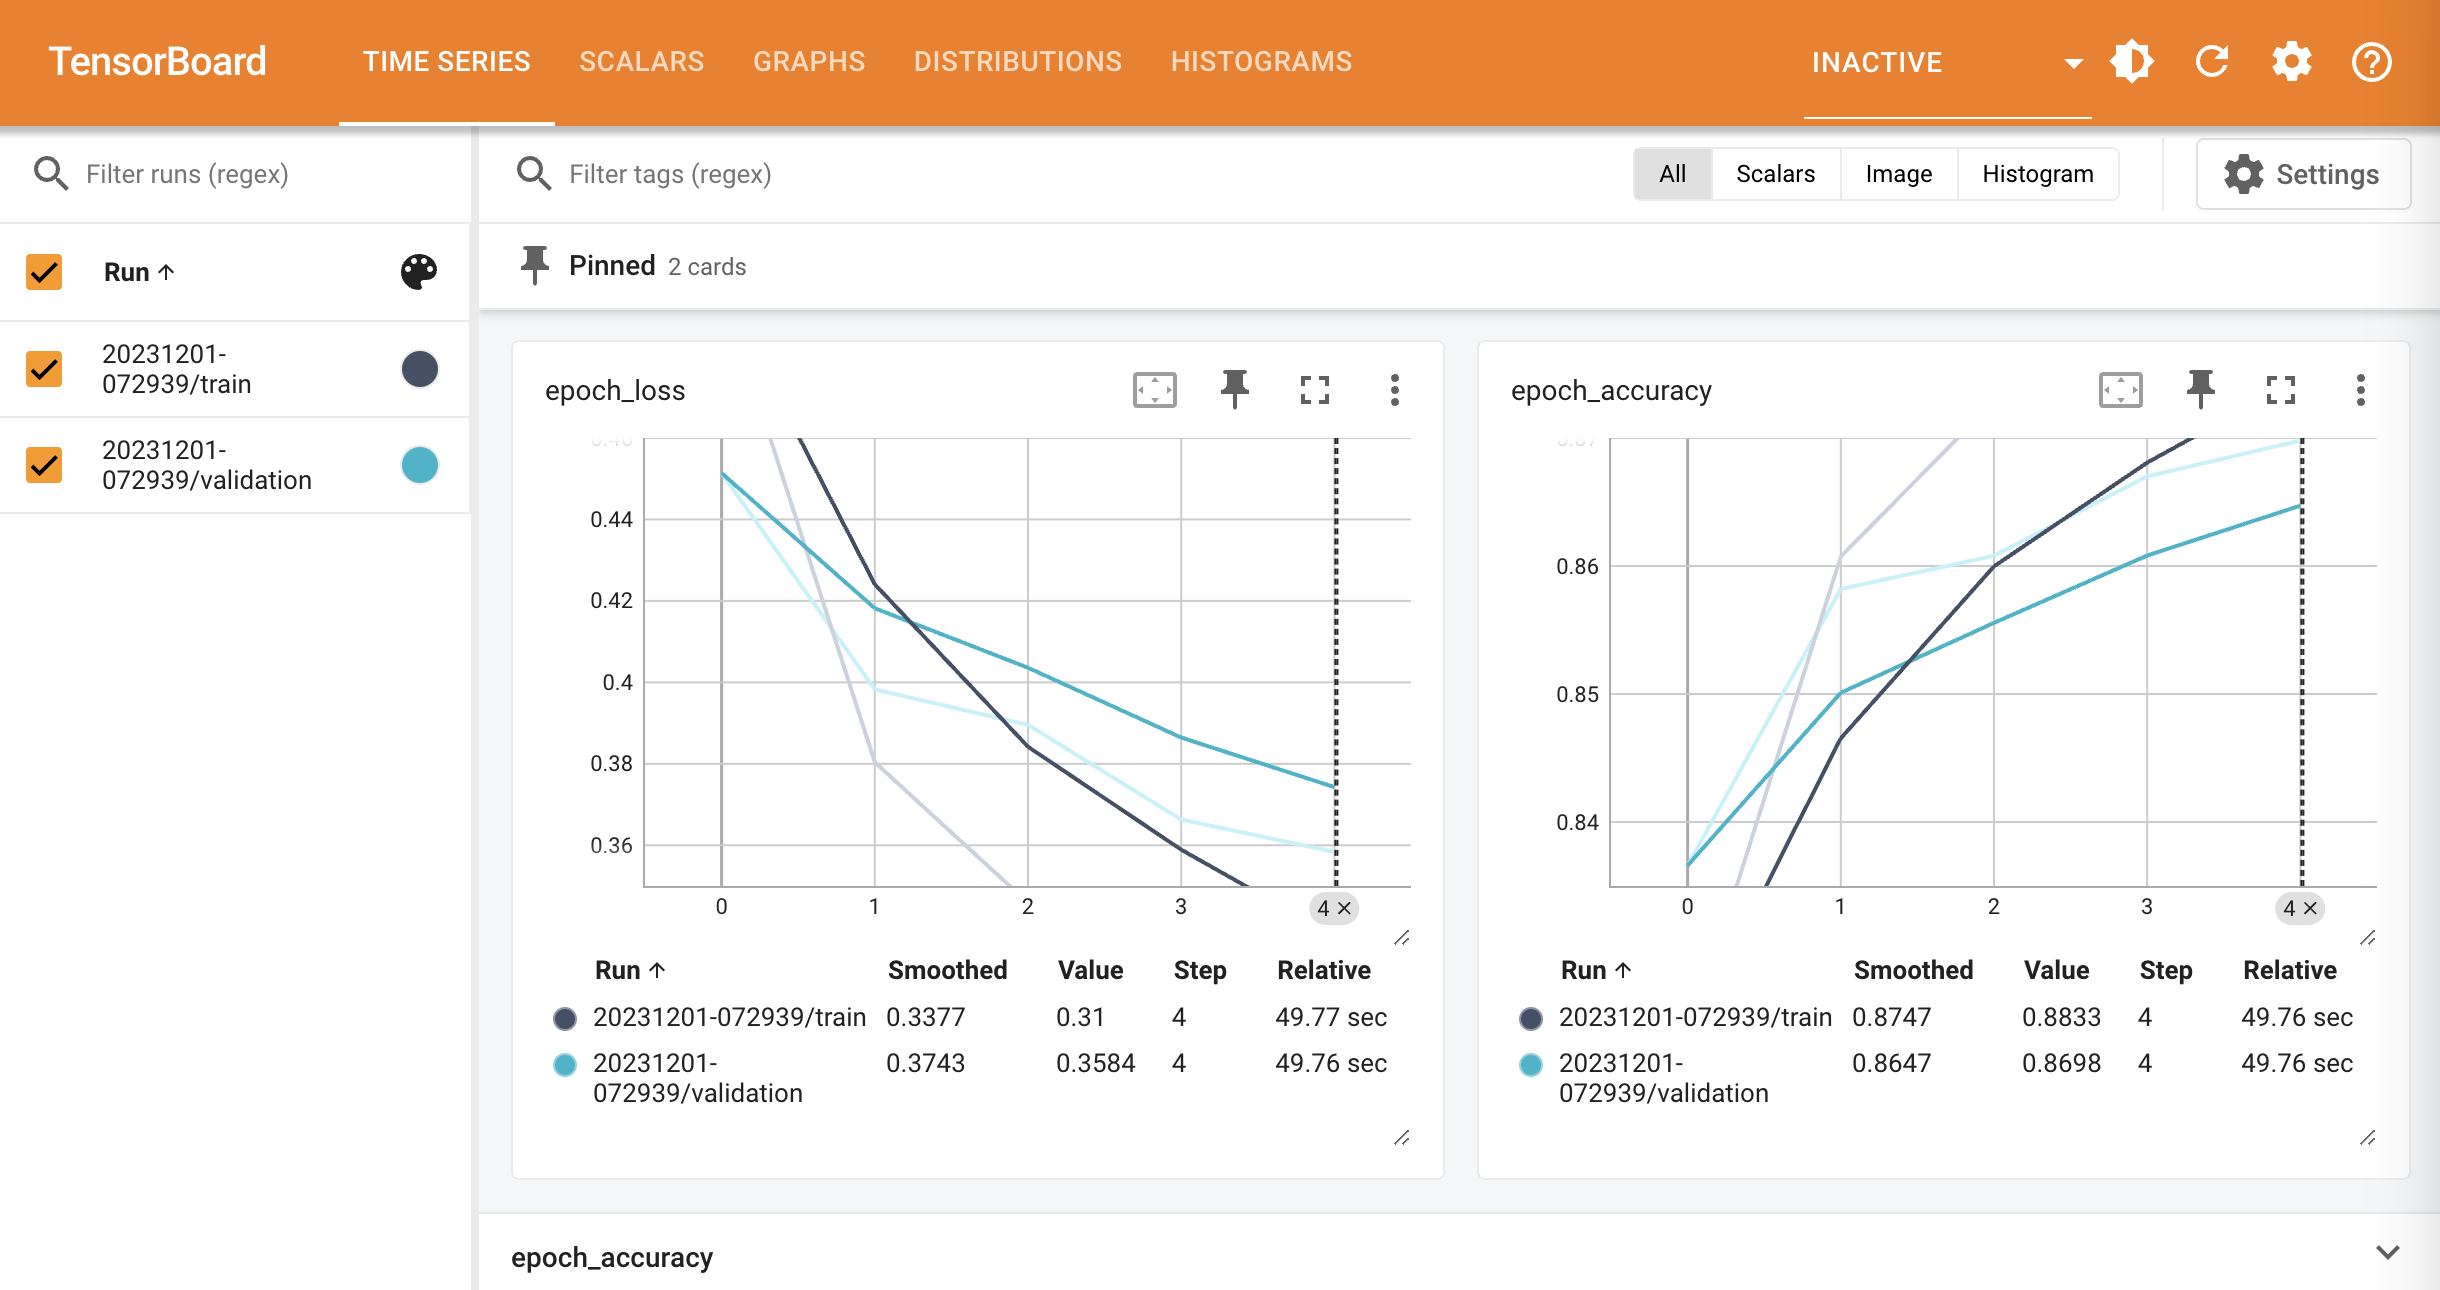 TensorBoard TIME SERIES SCALARS GRAPHS DISTRIBUTIONS HISTOGRAMS INACTIVE
Filter runs (regex)
Run ↑
20231201-
072939/train
20231201-
072939/validation
Filter tags (regex) All Scalars Image Histogram Settings
Pinned 2 cards
epoch_loss
0.44
0.42
0.4
0.38
0.36
0 1 2 3 4 ×
Run ↑ Smoothed Value Step Relative
20231201-072939/train 0.3377 0.31 4 49.77 sec
20231201- 0.3743 0.3584 4 49.76 sec
072939/validation
epoch_accuracy
0.86
0.85
0.84
0 1 2 3 4 ×
Run ↑ Smoothed Value Step Relative
20231201-072939/train 0.8747 0.8833 4 49.76 sec
20231201- 0.8647 0.8698 4 49.76 sec
072939/validation
epoch_accuracy